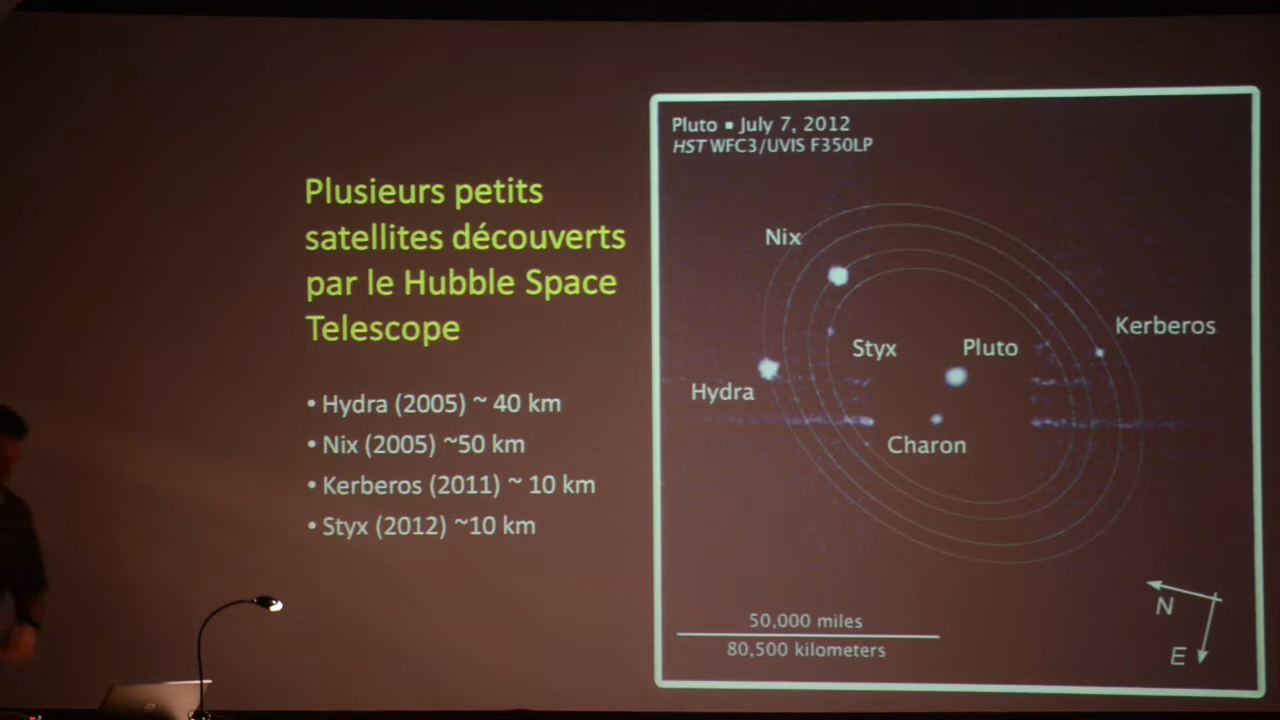 Plusieurs petits
satellites découverts
par le Hubble Space
Telescope
• Hydra (2005) ~ 40 km
• Nix (2005) ~50 km
• Kerberos (2011) ~ 10 km
• Styx (2012) ~10 km
Pluto ▪ July 7, 2012
HST WFC3/UVIS F350LP
Nix
Kerberos
Styx
Pluto
Hydra
Charon
50,000 miles
80,500 kilometers
N
E